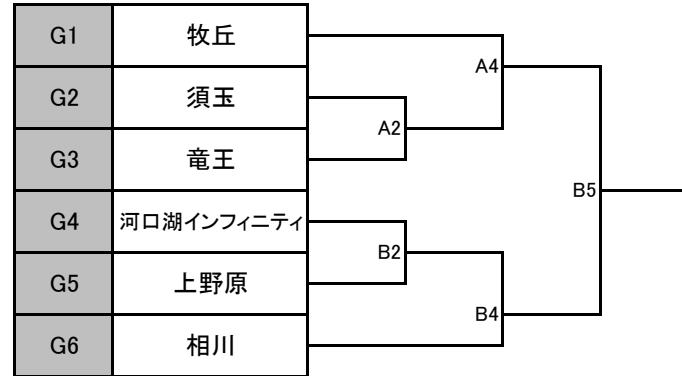 G1 牧丘
A4
G2 須玉
A2
G3 竜王
B5
G4 河口湖インフィニティ
B2
G5 上野原
B4
G6 相川